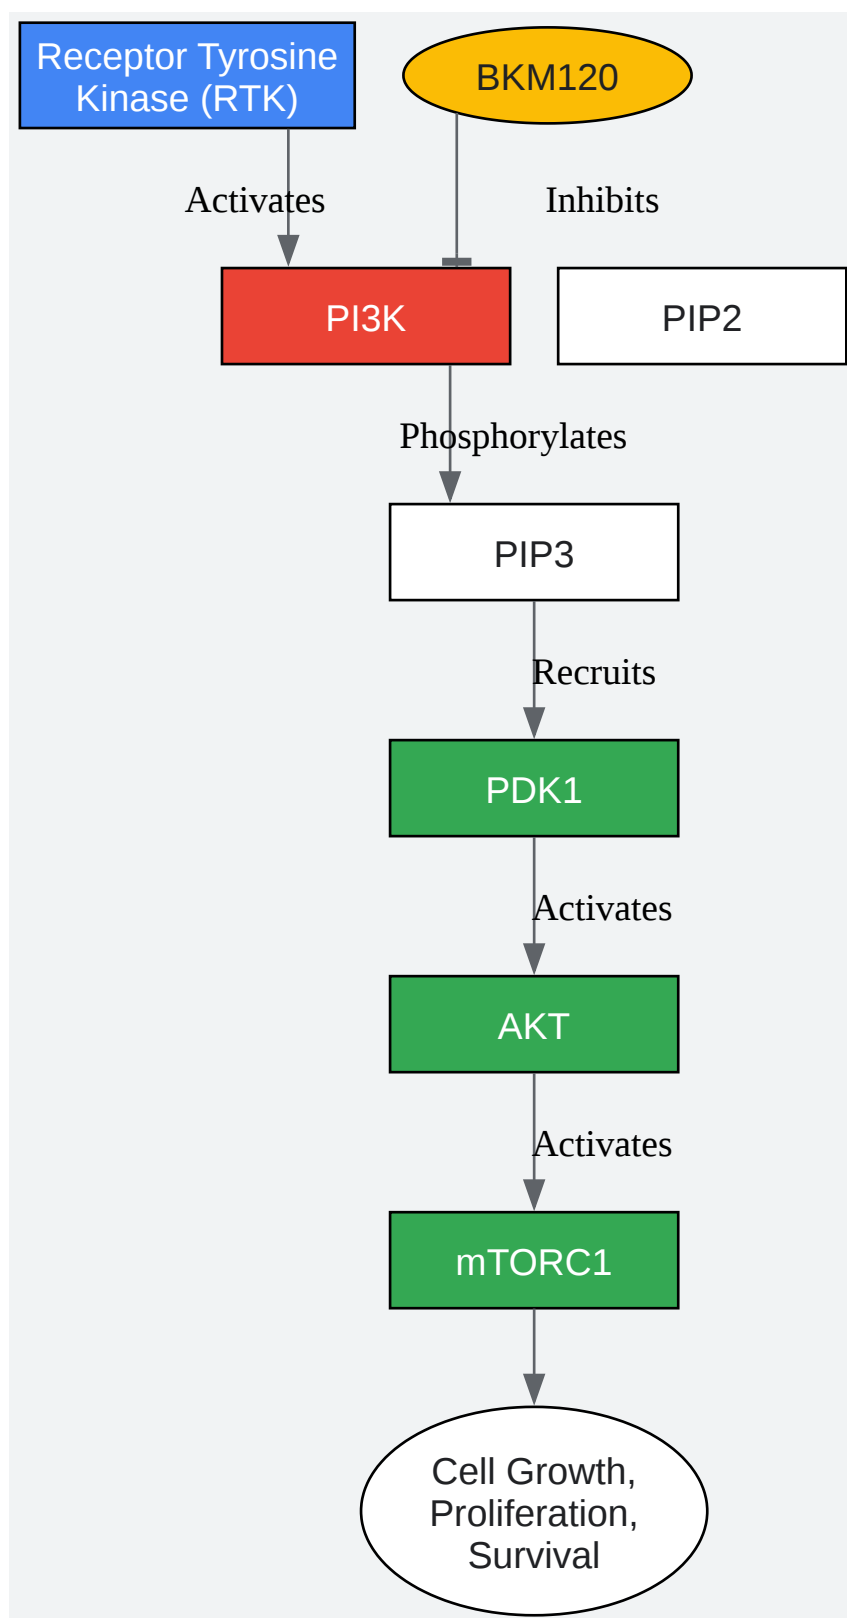 Receptor Tyrosine
Kinase (RTK)
BKM120
Activates
Inhibits
PI3K
PIP2
Phosphorylates
PIP3
Recruits
PDK1
Activates
AKT
Activates
mTORC1
Cell Growth,
Proliferation,
Survival